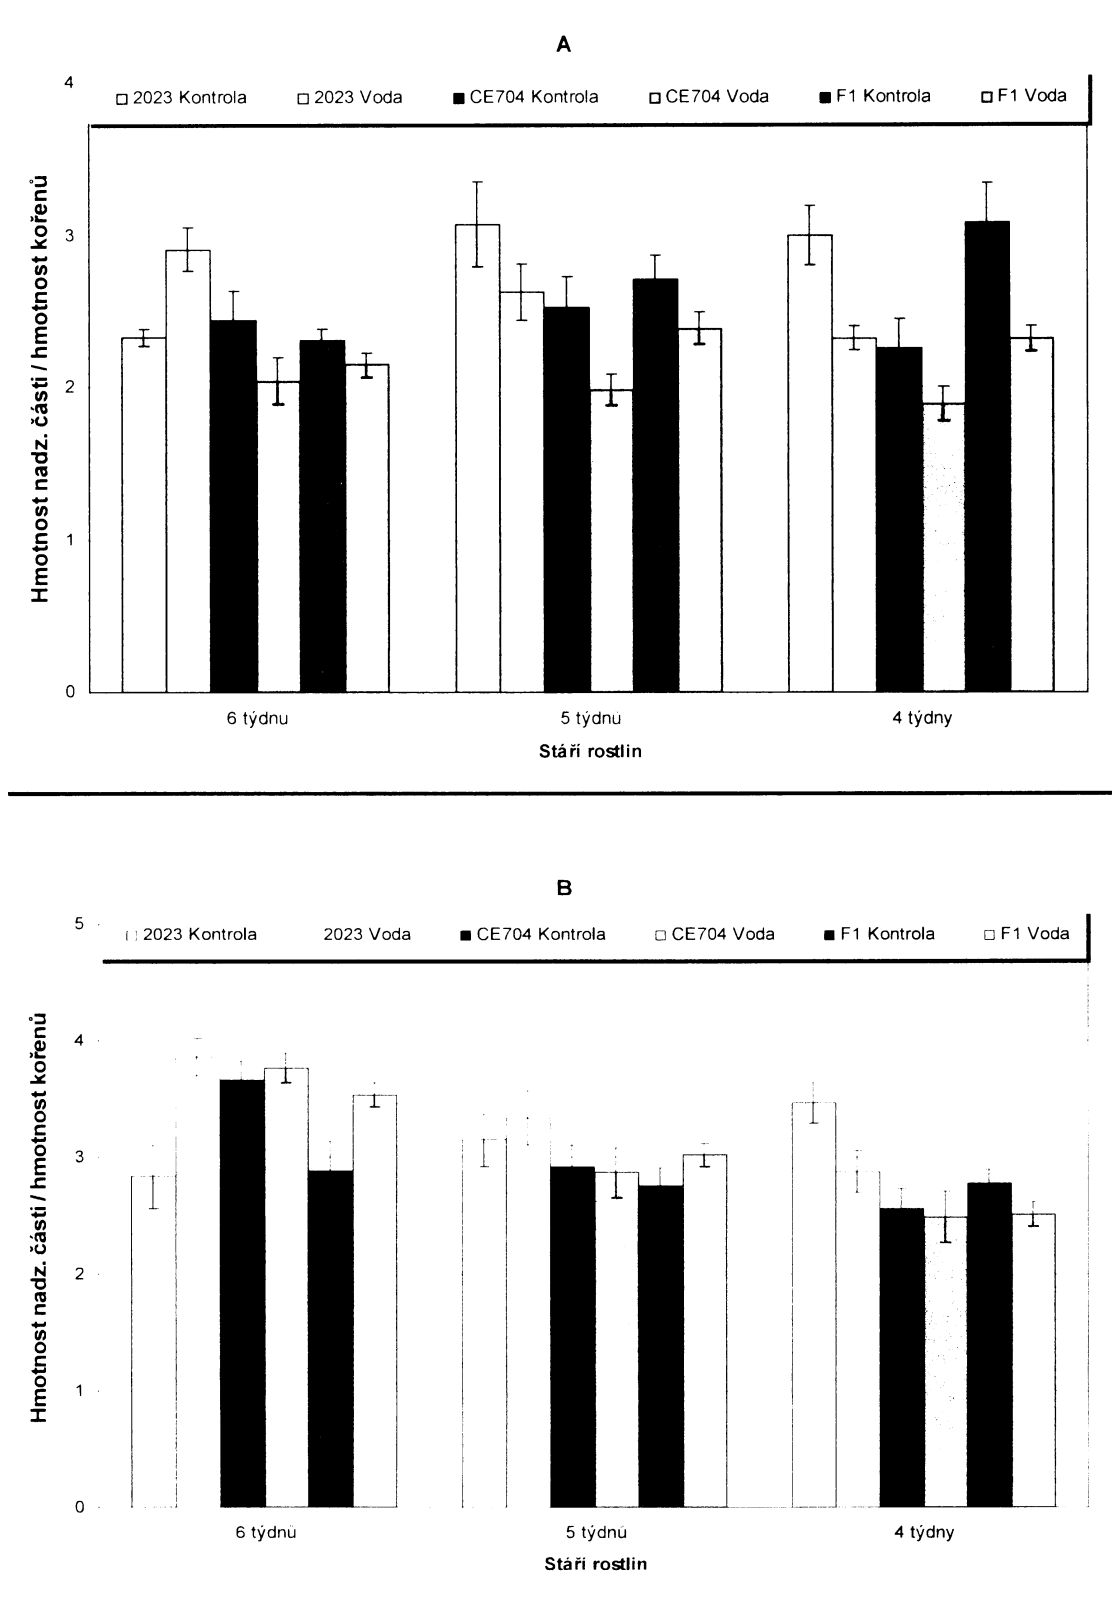 A
4
2023 Kontrola 2023 Voda CE704 Kontrola CE704 Voda F1 Kontrola F1 Voda
3
2
1
0
Hmotnost nadz. části / hmotnost kořenů
6 týdnu 5 týdnů 4 týdny
Stáří rostlin
B
5
2023 Kontrola 2023 Voda CE704 Kontrola CE704 Voda F1 Kontrola F1 Voda
4
3
2
1
0
Hmotnost nadz. části / hmotnost kořenů
6 týdnů 5 týdnů 4 týdny
Stáří rostlin